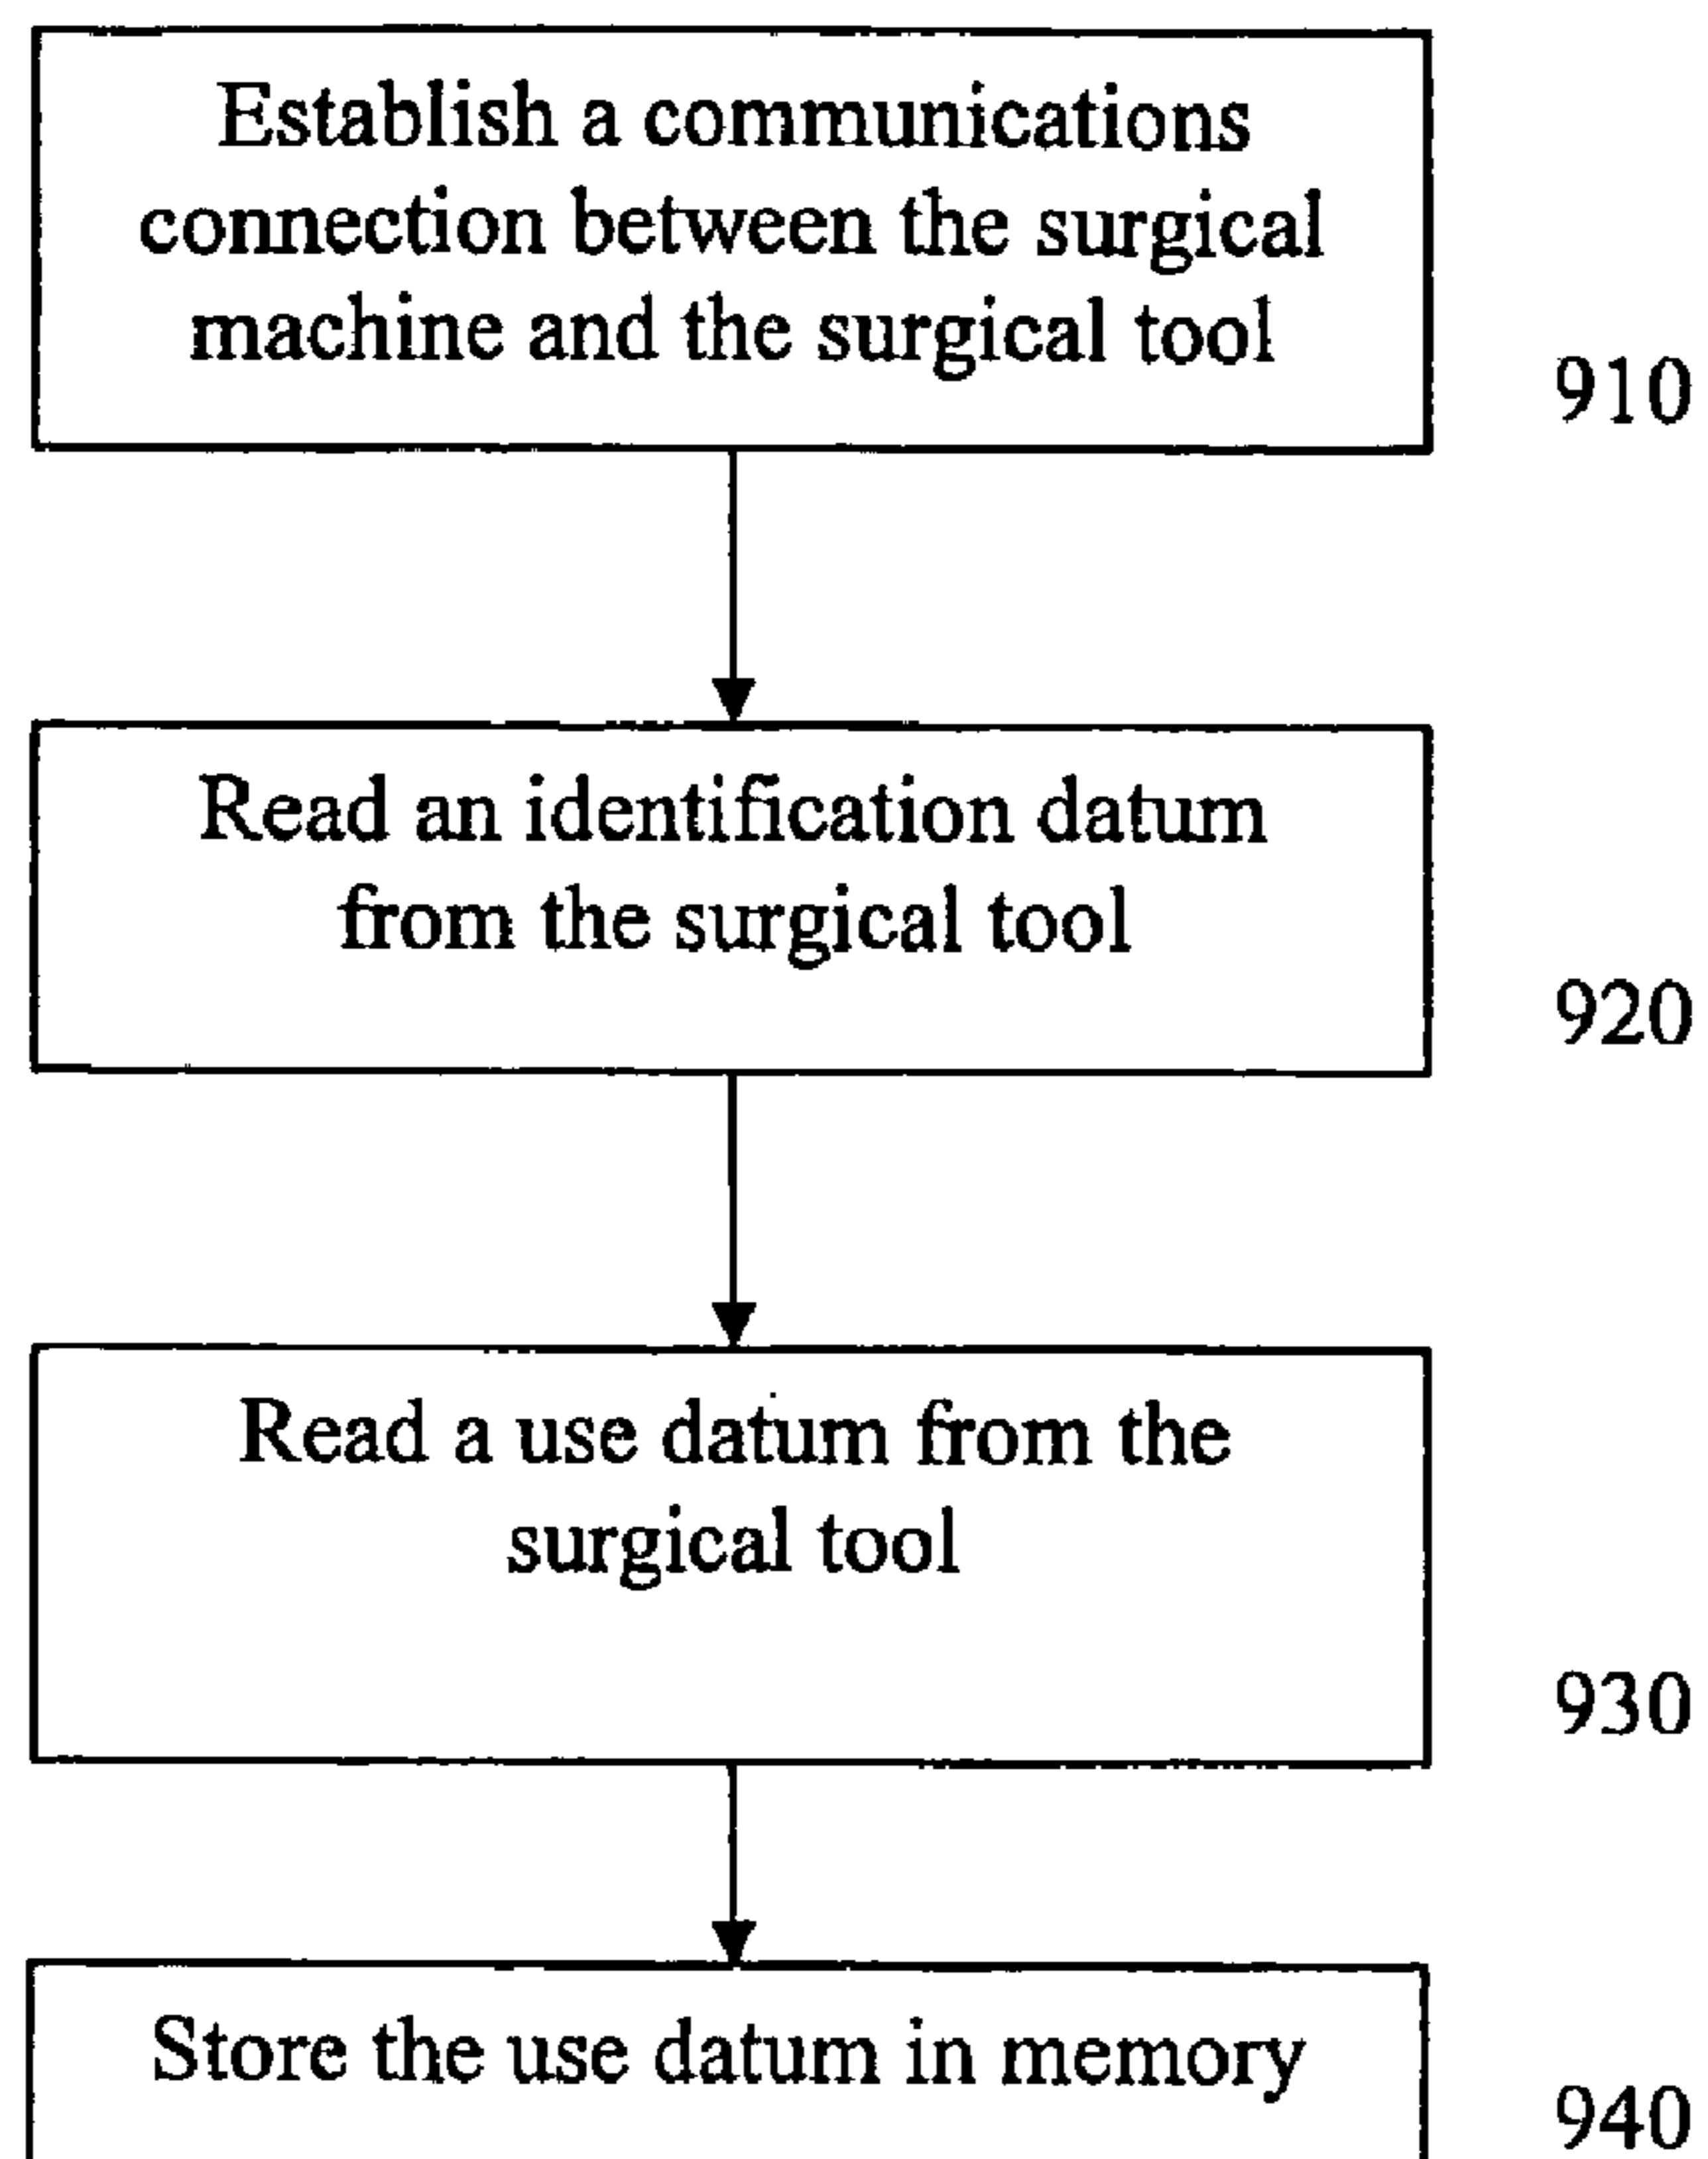 Establish a communications
connection between the surgical
machine and the surgical tool
910
Read an identification datum
from the surgical tool
920
Read a use datum from the
surgical tool
930
Store the use datum in memory
940